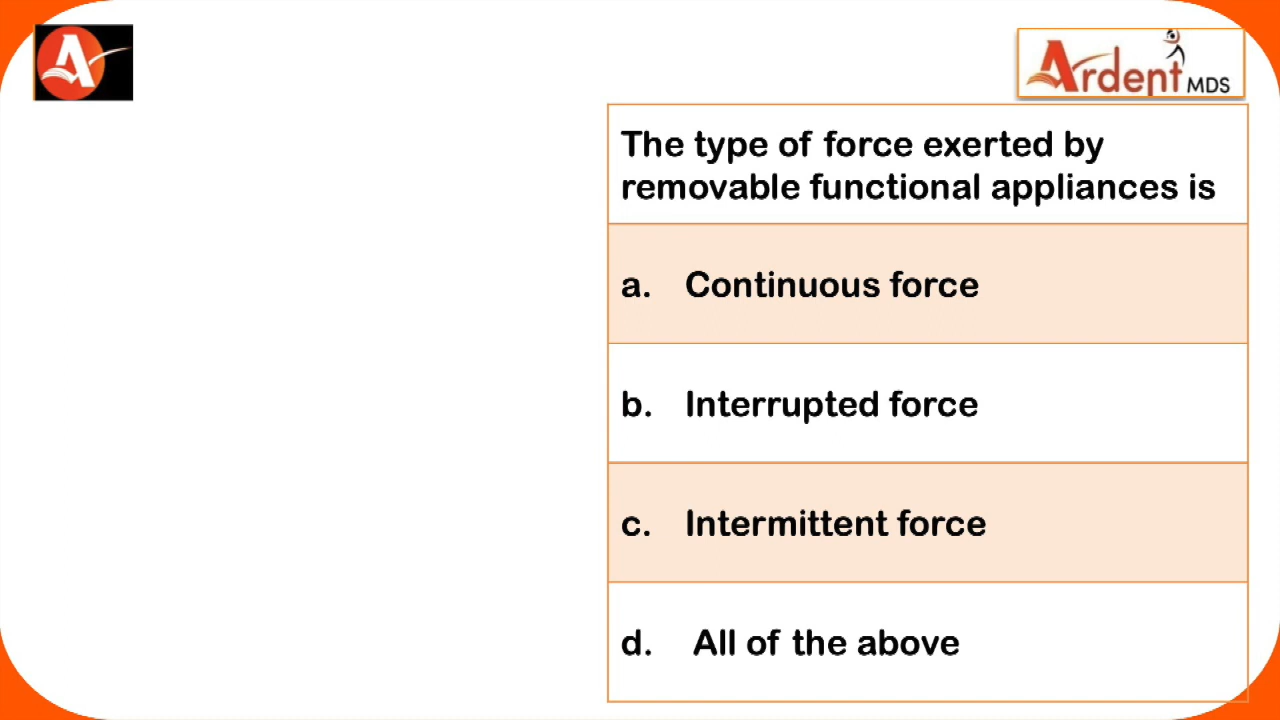 A
Ardent MDS
The type of force exerted by
removable functional appliances is
a. Continuous force
b. Interrupted force
c. Intermittent force
d. All of the above